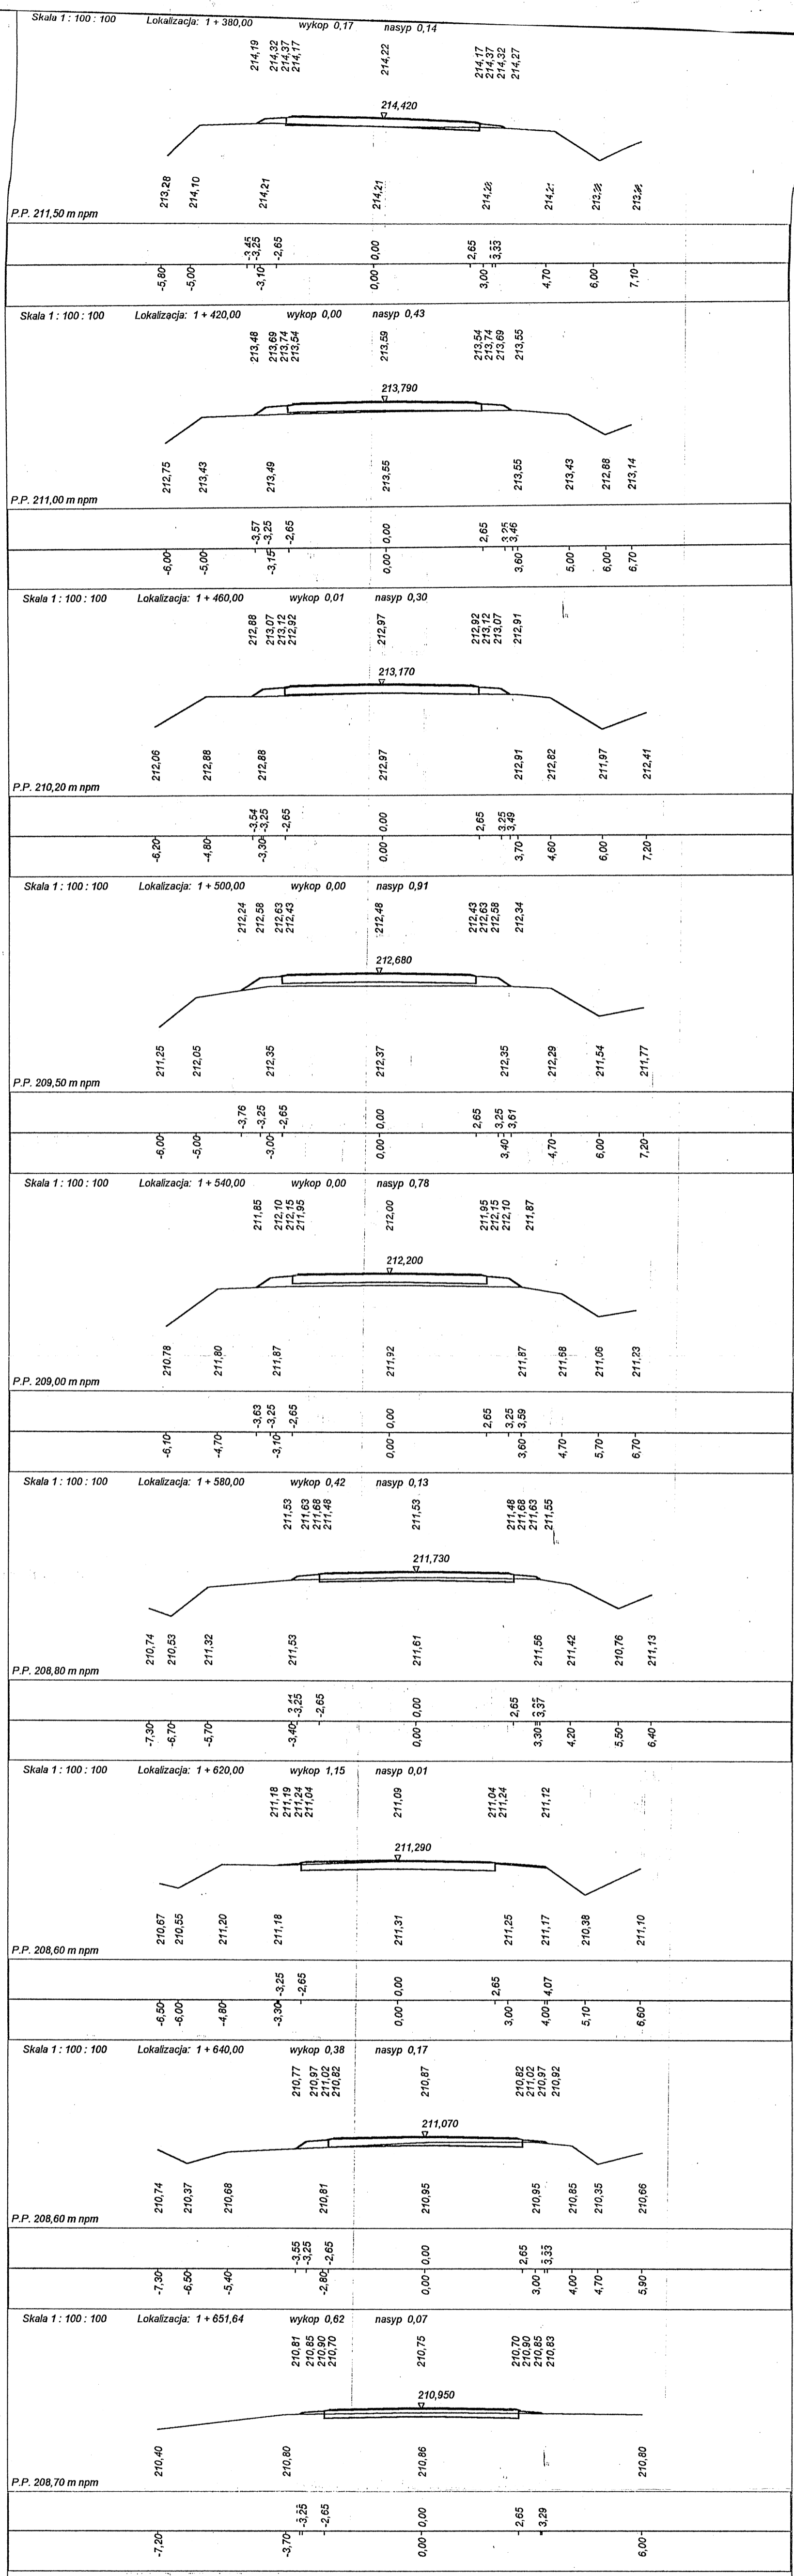 Skala 1 : 100 : 100 Lokalizacja: 1 + 380,00 wykop 0,17 nasyp 0,14
214,19 214,32 214,37 214,17 214,22 214,17 214,37 214,32 214,27
214,420
213,28 214,10 214,21 214,21
P.P. 211,50 m npm
-3,45 -3,25 -2,65 0,00 2,65 3,33
-5,80 -5,00 -3,10 0,00 3,00 4,70 6,00 7,10
Skala 1 : 100 : 100 Lokalizacja: 1 + 420,00 wykop 0,00 nasyp 0,43
213,48 213,69 213,74 213,54 213,59 213,54 213,74 213,69 213,55
213,790
212,75 213,43 213,49 213,55 213,55 213,43 212,88 213,14
P.P. 211,00 m npm
-3,57 -3,25 -2,65 0,00 2,65 3,25 3,46
-6,00 -5,00 -3,15 0,00 3,60 5,00 6,00 6,70
Skala 1 : 100 : 100 Lokalizacja: 1 + 460,00 wykop 0,01 nasyp 0,30
212,88 213,07 213,12 212,92 212,97 212,92 213,12 213,07 212,91
213,170
212,06 212,88 212,88 212,97 212,91 212,82 211,97 212,41
P.P. 210,20 m npm
-3,54 -3,25 -2,65 0,00 2,65 3,25 3,49
-6,20 -4,80 -3,30 0,00 3,70 4,60 6,00 7,20
Skala 1 : 100 : 100 Lokalizacja: 1 + 500,00 wykop 0,00 nasyp 0,91
212,24 212,58 212,63 212,43 212,48 212,43 212,63 212,58 212,34
212,680
211,25 212,05 212,35 212,37 212,35 212,29 211,54 211,77
P.P. 209,50 m npm
-3,76 -3,25 -2,65 0,00 2,65 3,25 3,61
-6,00 -5,00 -3,00 0,00 3,40 4,70 6,00 7,20
Skala 1 : 100 : 100 Lokalizacja: 1 + 540,00 wykop 0,00 nasyp 0,78
211,85 212,10 212,15 211,95 212,00 211,95 212,15 212,10 211,87
212,200
210,78 211,80 211,87 211,92 211,87 211,68 211,06 211,23
P.P. 209,00 m npm
-3,63 -3,25 -2,65 0,00 2,65 3,25 3,59
-6,10 -4,70 -3,10 0,00 3,60 4,70 5,70 6,70
Skala 1 : 100 : 100 Lokalizacja: 1 + 580,00 wykop 0,42 nasyp 0,13
211,53 211,63 211,68 211,48 211,53 211,48 211,68 211,63 211,55
211,730
210,74 210,53 211,32 211,53 211,61 211,56 211,42 210,76 211,13
P.P. 208,80 m npm
-3,25 -2,65 0,00 2,65 3,37
-7,30 -6,70 -5,70 -3,40 0,00 3,30 4,20 5,50 6,40
Skala 1 : 100 : 100 Lokalizacja: 1 + 620,00 wykop 1,15 nasyp 0,01
211,18 211,19 211,24 211,04 211,09 211,04 211,24 211,12
211,290
210,67 210,55 211,20 211,18 211,31 211,25 211,17 210,38 211,10
P.P. 208,60 m npm
-3,25 -2,65 0,00 2,65 4,07
-6,50 -6,00 -4,80 -3,30 0,00 3,00 4,00 5,10 6,60
Skala 1 : 100 : 100 Lokalizacja: 1 + 640,00 wykop 0,38 nasyp 0,17
210,77 210,97 211,02 210,82 210,87 210,82 211,02 210,97 210,92
211,070
210,74 210,37 210,68 210,81 210,95 210,95 210,85 210,35 210,66
P.P. 208,60 m npm
-3,55 -3,25 -2,65 0,00 2,65 3,33
-7,30 -6,50 -5,40 -2,80 0,00 3,00 4,00 4,70 5,90
Skala 1 : 100 : 100 Lokalizacja: 1 + 651,64 wykop 0,62 nasyp 0,07
210,81 210,85 210,90 210,70 210,75 210,70 210,90 210,85 210,83
210,950
210,40 210,80 210,86 210,80
P.P. 208,70 m npm
-3,25 -2,65 0,00 2,65 3,29
-7,20 -3,70 0,00 6,00